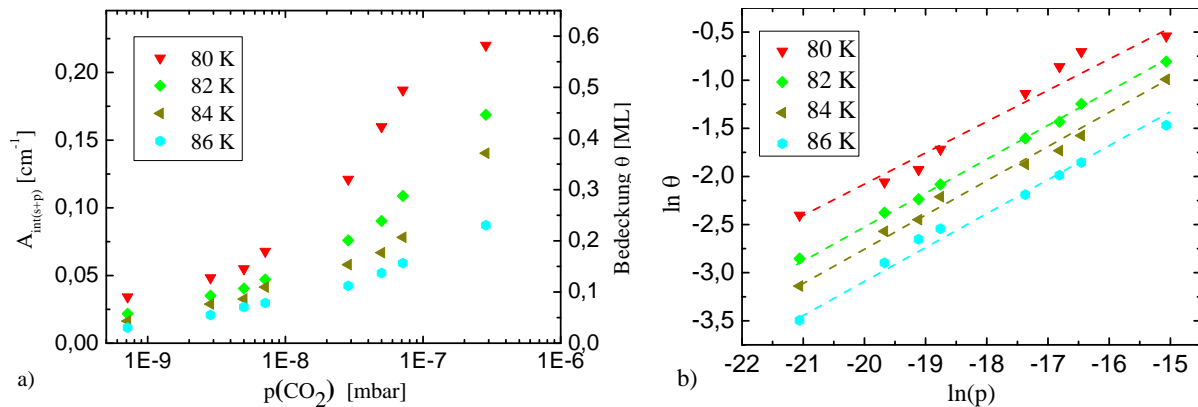 0,20
0,15
0,10
0,05
0,00
A_int(s+p) [cm⁻¹]
80 K
82 K
84 K
86 K
0,6
0,5
0,4
0,3
0,2
0,1
0,0
Bedeckung θ [ML]
1E-9 1E-8 1E-7 1E-6
a)
p(CO₂) [mbar]
-0,5
-1,0
-1,5
-2,0
-2,5
-3,0
-3,5
ln θ
80 K
82 K
84 K
86 K
-22 -21 -20 -19 -18 -17 -16 -15 -14
b)
ln(p)